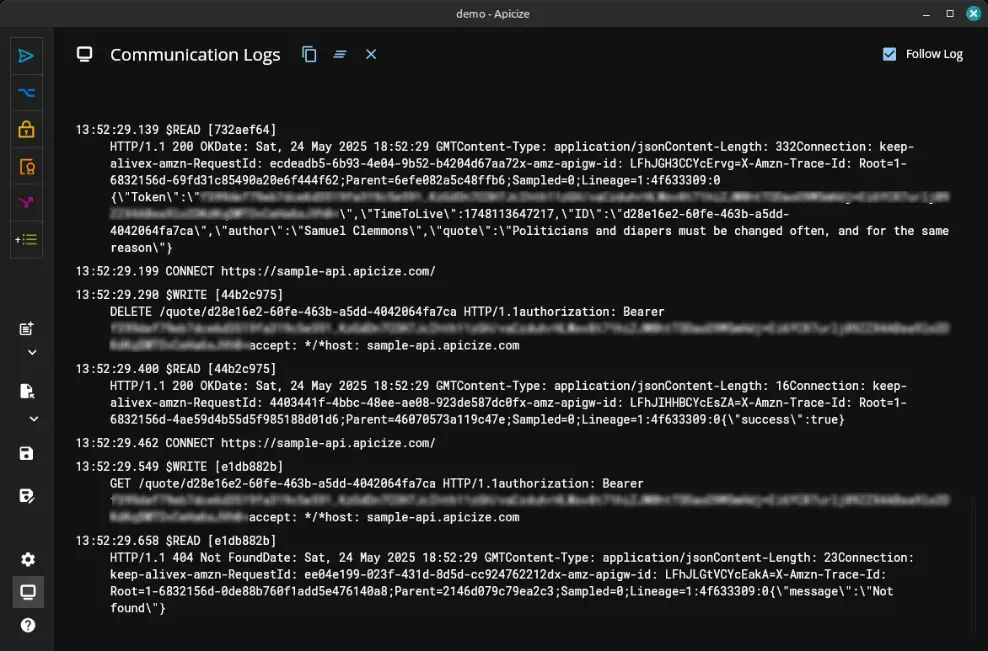 demo - Apicize
Communication Logs
Follow Log
13:52:29.139 $READ [732aef64]
HTTP/1.1 200 OKDate: Sat, 24 May 2025 18:52:29 GMTContent-Type: application/jsonContent-Length: 332Connection: keep-
alivex-amzn-RequestId: ecdeadb5-6b93-4e04-9b52-b4204d67aa72x-amz-apigw-id: LFhJGH3CCYcErvg=X-Amzn-Trace-Id: Root=1-
6832156d-69fd31c85490a20e6f444f62;Parent=6efe082a5c48ffb6;Sampled=0;Lineage=1:4f633309:0
{\"Token\":\"
\",\"TimeToLive\":1748113647217,\"ID\":\"d28e16e2-60fe-463b-a5dd-
4042064fa7ca\",\"author\":\"Samuel Clemmons\",\"quote\":\"Politicians and diapers must be changed often, and for the same
reason\"}
13:52:29.199 CONNECT https://sample-api.apicize.com/
13:52:29.290 $WRITE [44b2c975]
DELETE /quote/d28e16e2-60fe-463b-a5dd-4042064fa7ca HTTP/1.1authorization: Bearer
accept: */*host: sample-api.apicize.com
13:52:29.400 $READ [44b2c975]
HTTP/1.1 200 OKDate: Sat, 24 May 2025 18:52:29 GMTContent-Type: application/jsonContent-Length: 16Connection: keep-
alivex-amzn-RequestId: 4403441f-4bbc-48ee-ae08-923de587dc0fx-amz-apigw-id: LFhJIHHBCYcEsZA=X-Amzn-Trace-Id: Root=1-
6832156d-4ae59d4b55d5f985188d01d6;Parent=46070573a119c47e;Sampled=0;Lineage=1:4f633309:0{\"success\":true}
13:52:29.462 CONNECT https://sample-api.apicize.com/
13:52:29.549 $WRITE [e1db882b]
GET /quote/d28e16e2-60fe-463b-a5dd-4042064fa7ca HTTP/1.1authorization: Bearer
accept: */*host: sample-api.apicize.com
13:52:29.658 $READ [e1db882b]
HTTP/1.1 404 Not FoundDate: Sat, 24 May 2025 18:52:29 GMTContent-Type: application/jsonContent-Length: 23Connection:
keep-alivex-amzn-RequestId: ee04e199-023f-431d-8d5d-cc924762212dx-amz-apigw-id: LFhJLGtVCYcEakA=X-Amzn-Trace-Id:
Root=1-6832156d-0de88b760f1add5e476140a8;Parent=2146d079c79ea2c3;Sampled=0;Lineage=1:4f633309:0{\"message\":\"Not
found\"}